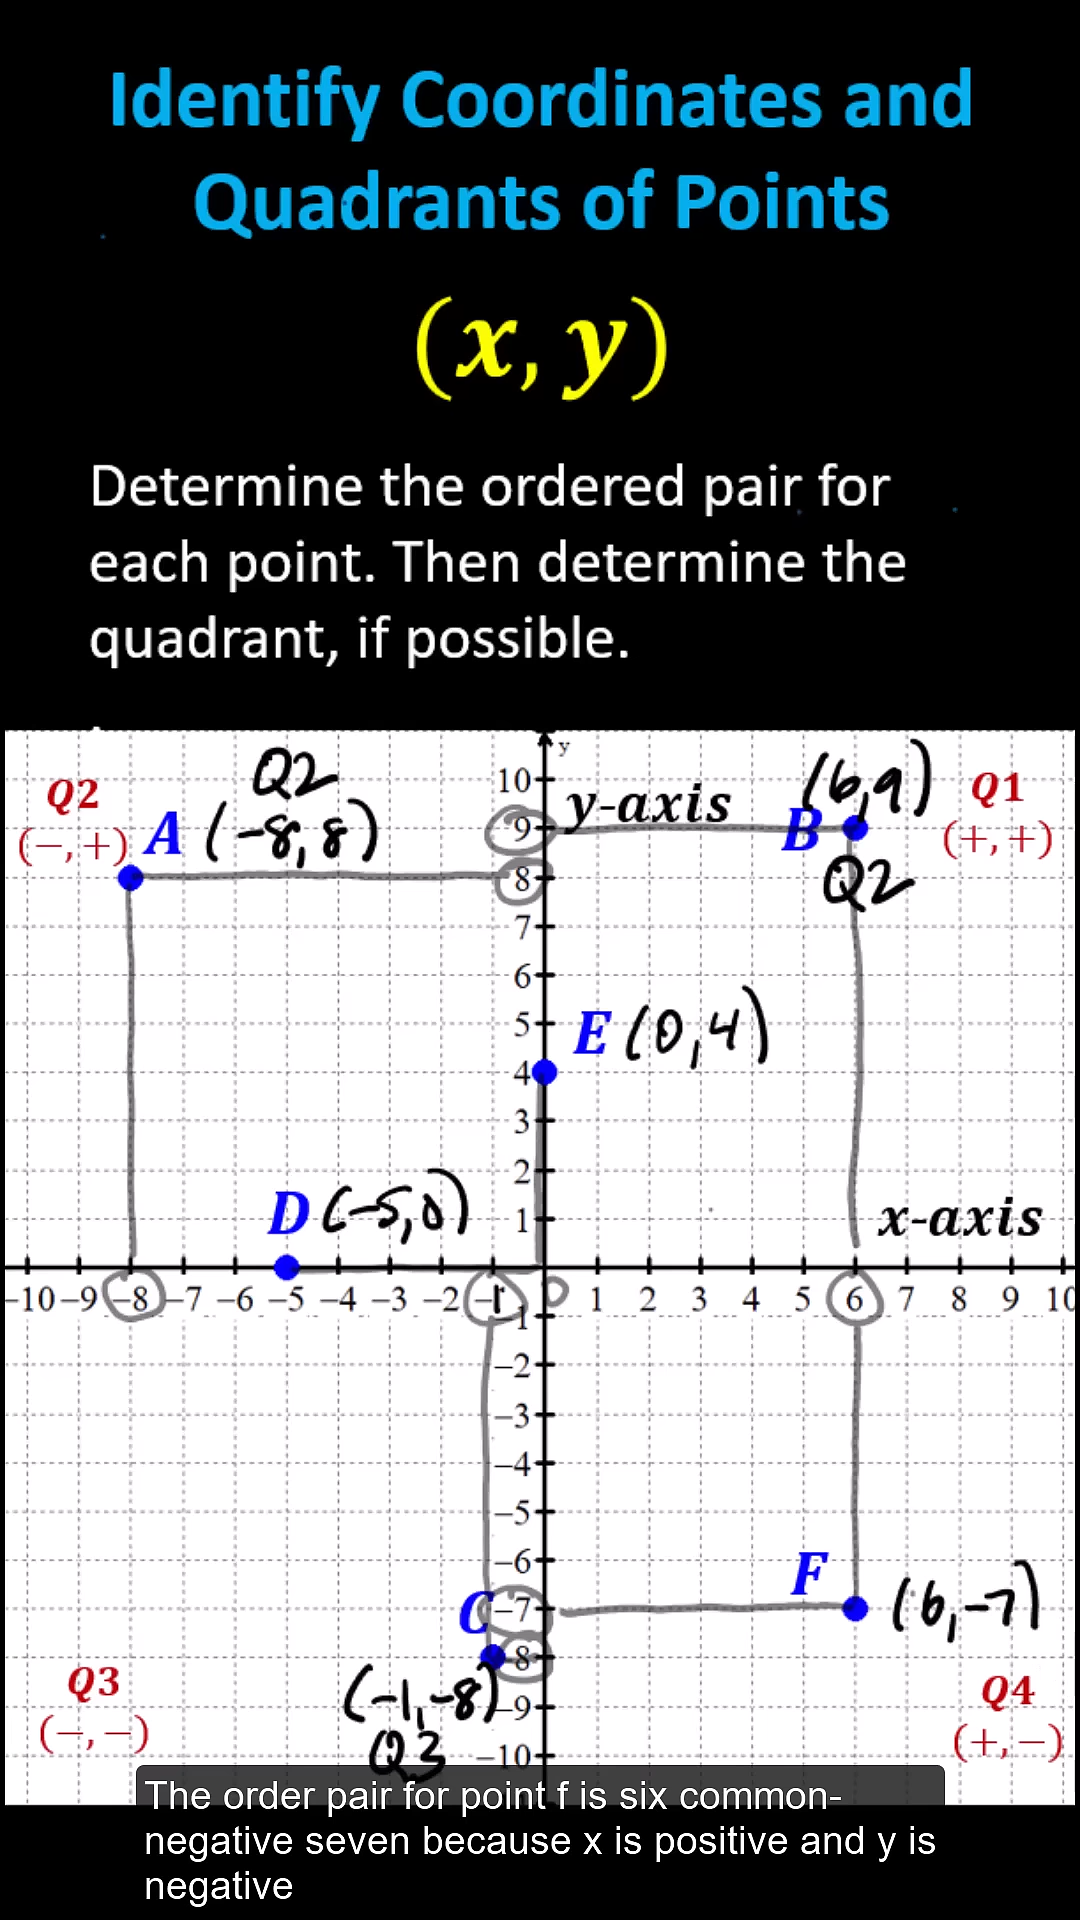 Identify Coordinates and
Quadrants of Points
(x, y)
Determine the ordered pair for
each point. Then determine the
quadrant, if possible.
y
Q2
Q2
(−,+)
A (-8,8)
10
9
y-axis
(6,9)
B
Q2
Q1
(+,+)
8
7
6
5
E (0,4)
4
3
2
D (-5,0)
1
x-axis
−10 −9 −8 −7 −6 −5 −4 −3 −2 −1 0 1 2 3 4 5 6 7 8 9 10
−1
−2
−3
−4
−5
−6
F
C −7
(6,-7)
−8
Q3
(−,−)
(-1,-8)
−9
Q3
−10
Q4
(+,−)
The order pair for point f is six common-
negative seven because x is positive and y is
negative